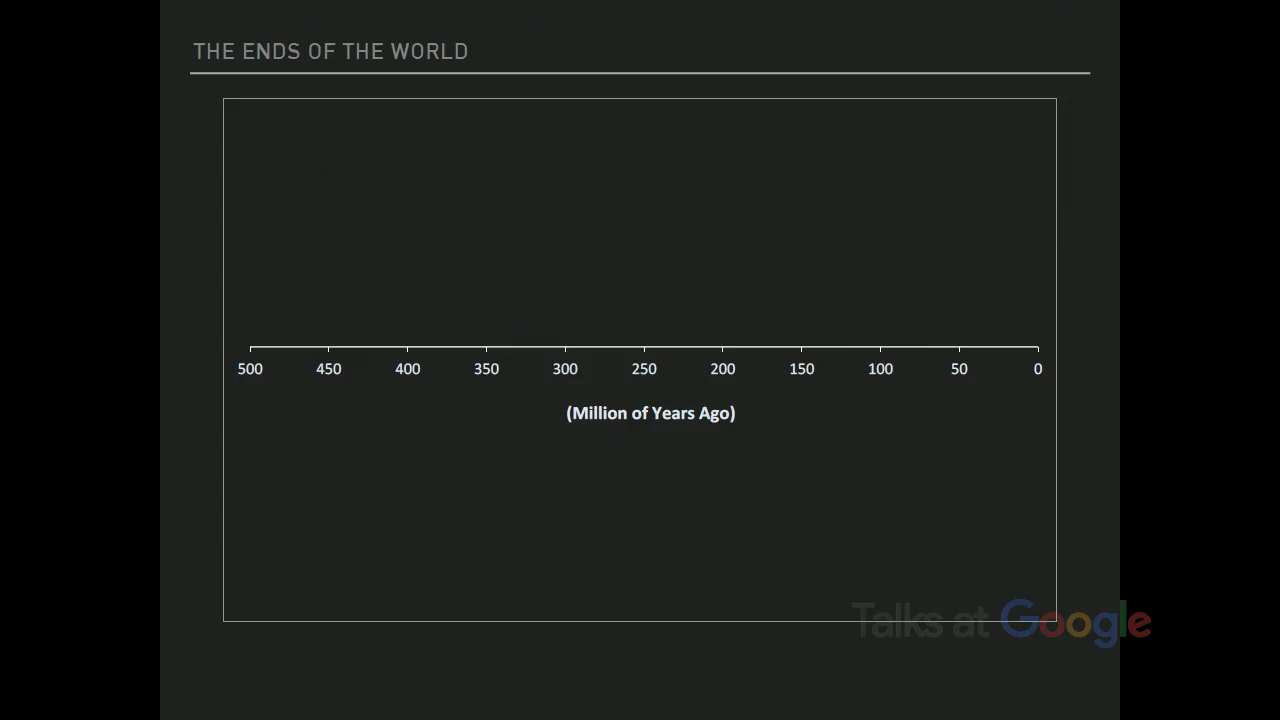 THE ENDS OF THE WORLD
500 450 400 350 300 250 200 150 100 50 0
(Million of Years Ago)
Talks at Google